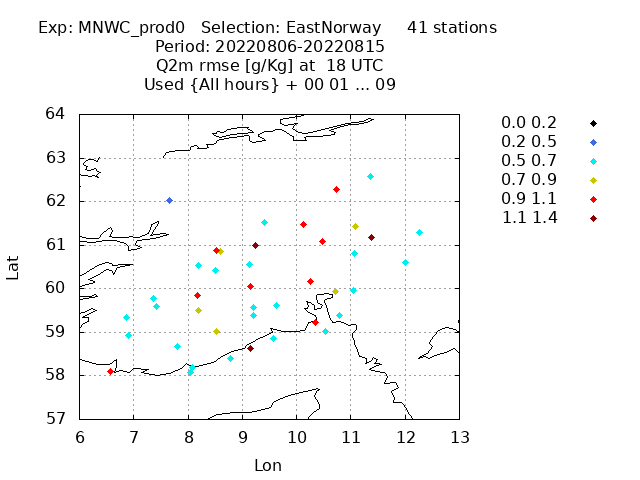 Exp: MNWC_prod0   Selection: EastNorway     41 stations
Period: 20220806-20220815
Q2m rmse [g/Kg] at  18 UTC
Used {All hours} + 00 01 ... 09
0.0 0.2
0.2 0.5
0.5 0.7
0.7 0.9
0.9 1.1
1.1 1.4
64
63
62
61
60
59
58
57
Lat
6 7 8 9 10 11 12 13
Lon